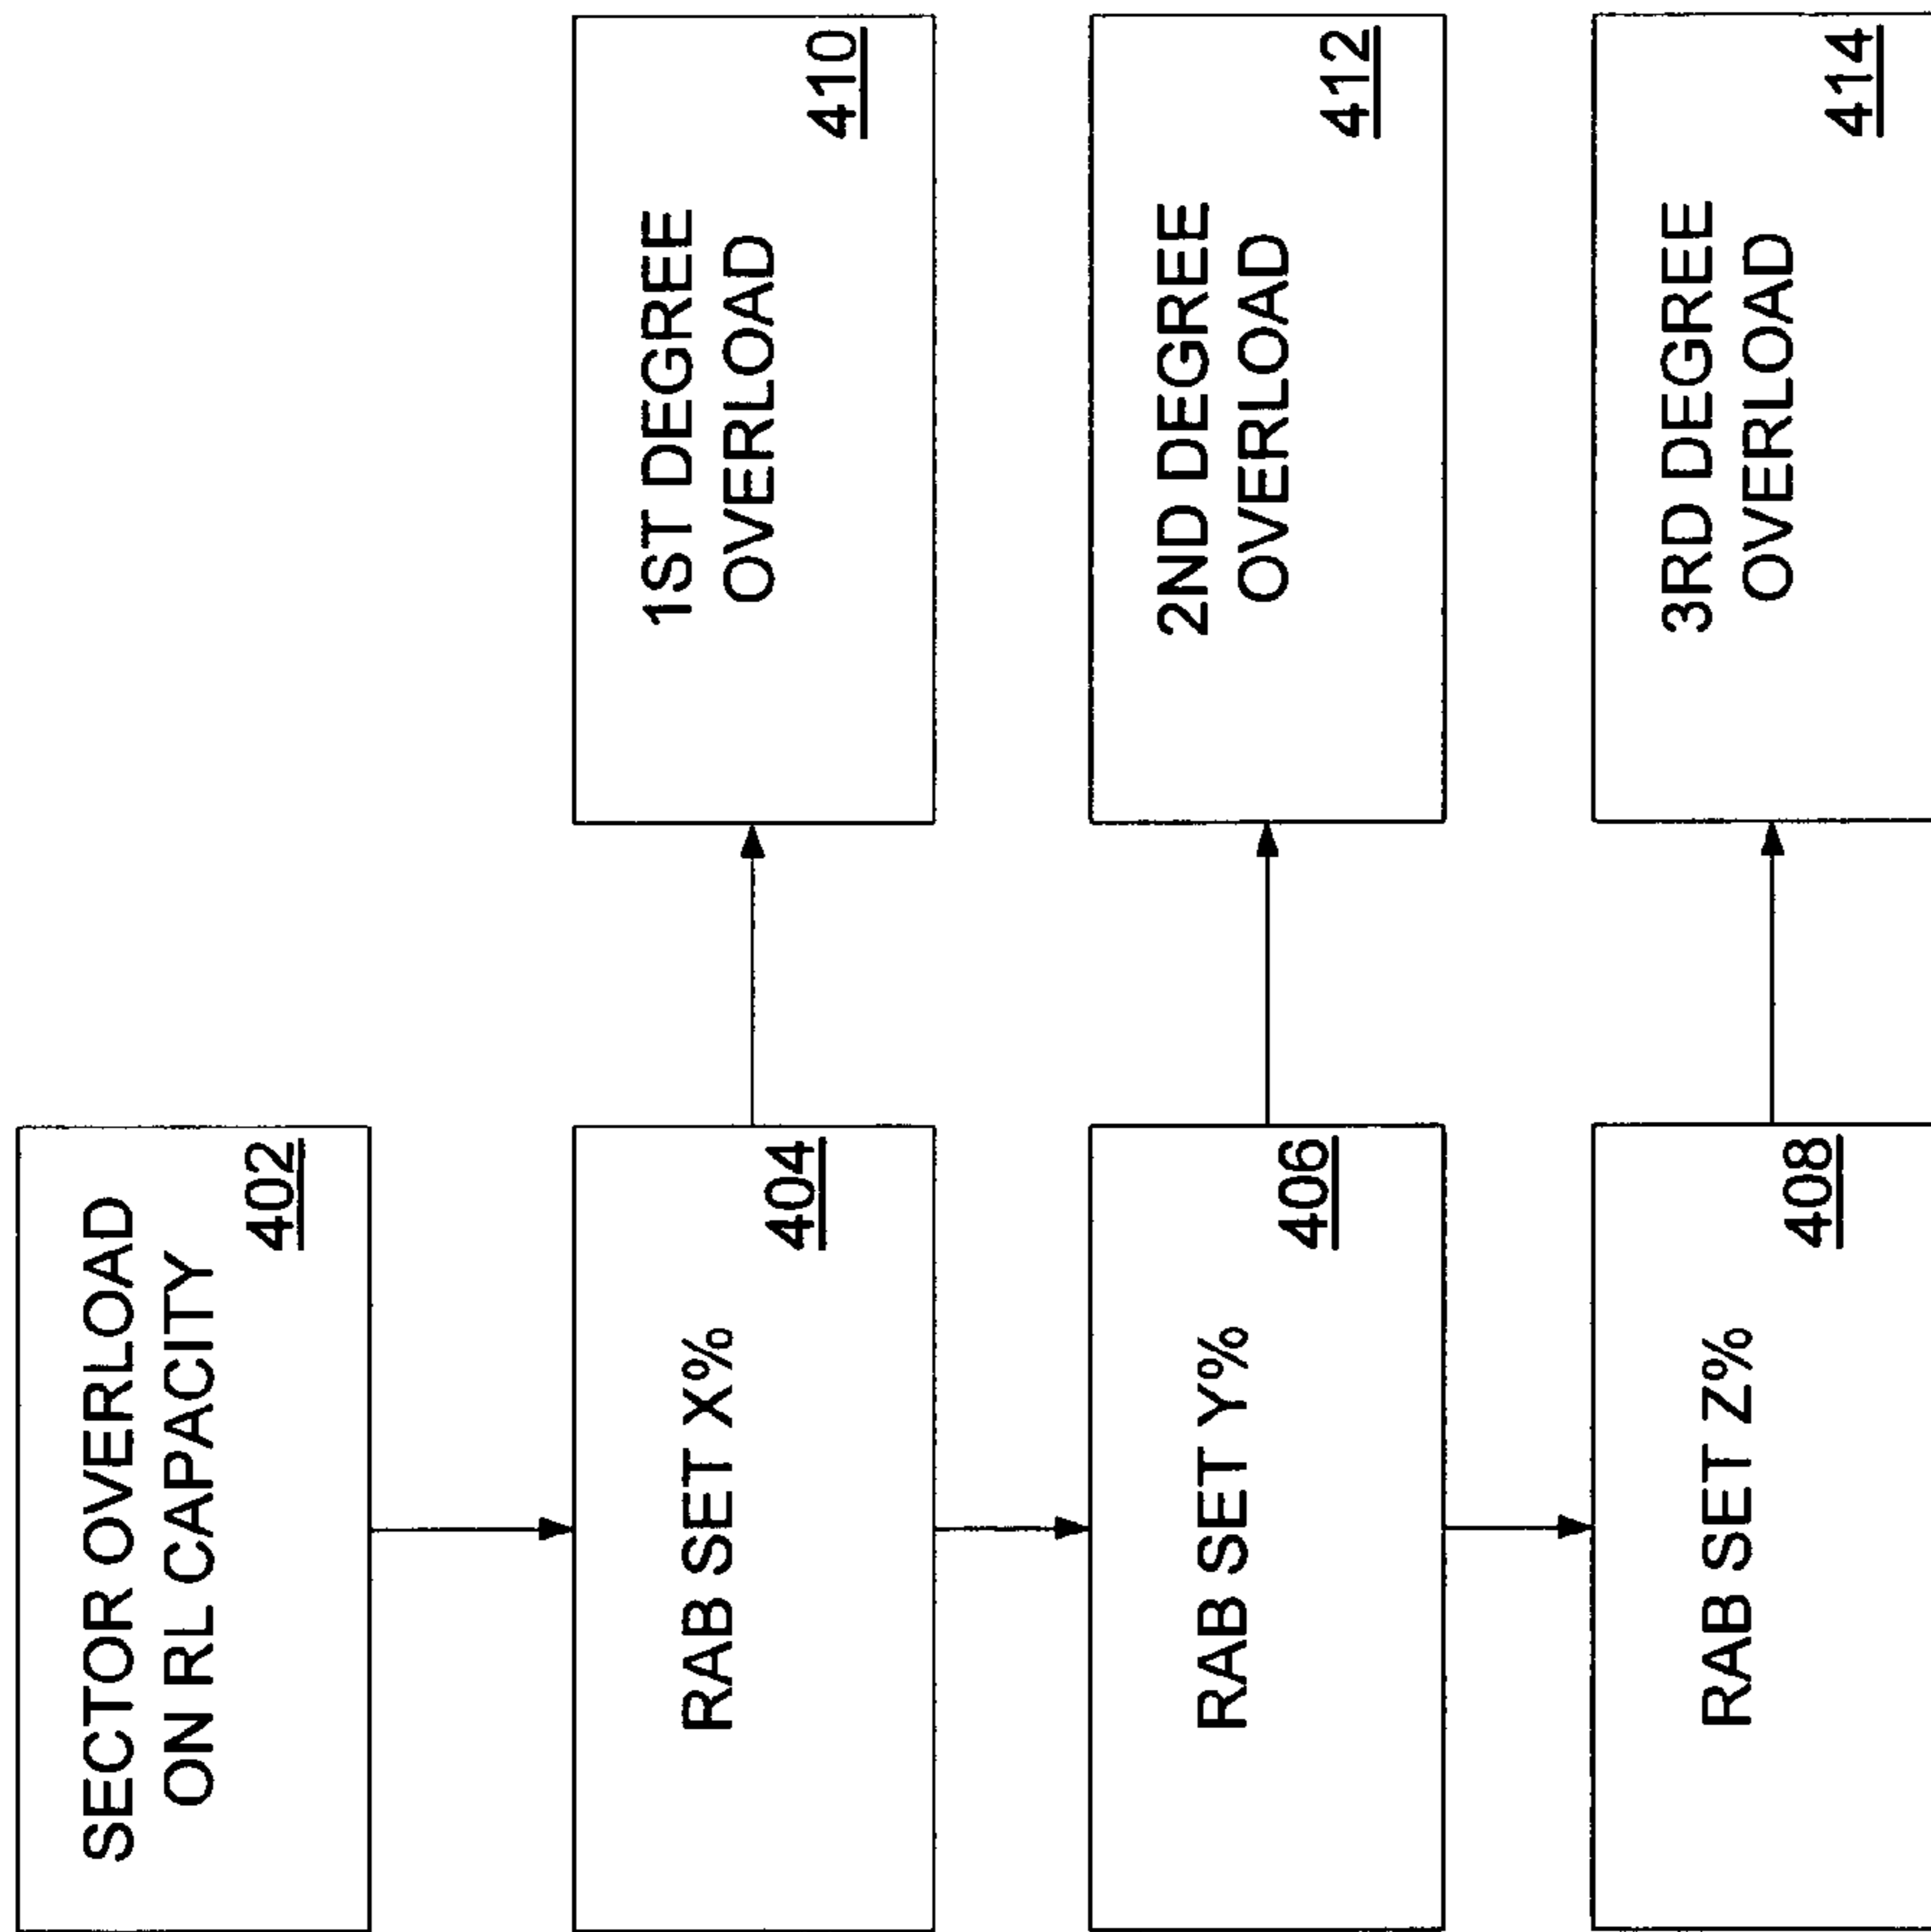 SECTOR OVERLOAD
ON RL CAPACITY
402
RAB SET X%
404
1ST DEGREE
OVERLOAD
410
RAB SET Y%
406
2ND DEGREE
OVERLOAD
412
RAB SET Z%
408
3RD DEGREE
OVERLOAD
414